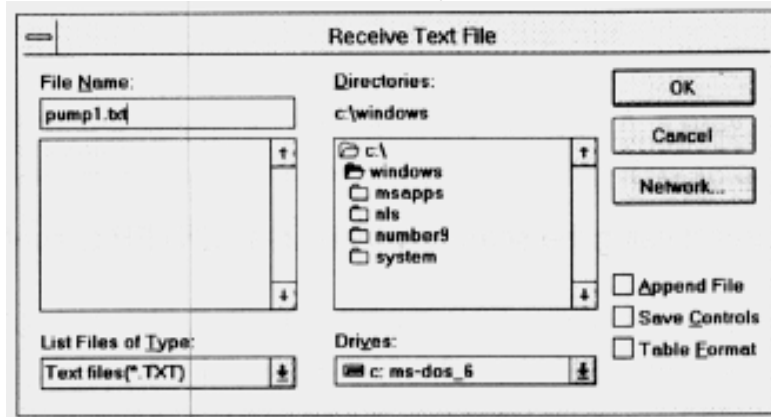 Receive Text File
File Name:
pump1.txt
Directories:
c:\windows
c:\
windows
msapps
nls
number9
system
OK
Cancel
Network...
Append File
Save Controls
Table Format
List Files of Type:
Text files(*.TXT)
Drives:
c: ms-dos_6